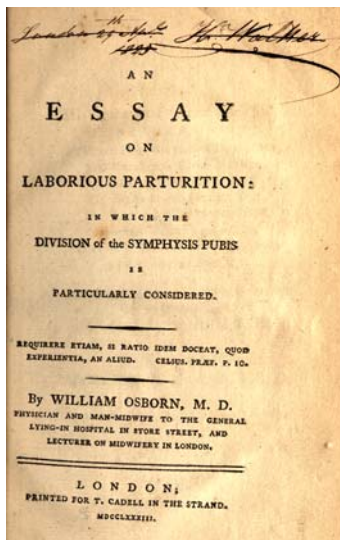 London
Walker
AN
ESSAY
ON
LABORIOUS PARTURITION:
IN WHICH THE
DIVISION of the SYMPHYSIS PUBIS
IS
PARTICULARLY CONSIDERED.
REQUIRERE ETIAM, SI RATIO IDEM DOCEAT, QUOD
EXPERIENTIA, AN ALIUD. CELSUS. PRÆF. P. 10.
By WILLIAM OSBORN, M. D.
PHYSICIAN AND MAN-MIDWIFE TO THE GENERAL
LYING-IN HOSPITAL IN STORE STREET, AND
LECTURER ON MIDWIFERY IN LONDON.
LONDON;
PRINTED FOR T. CADELL IN THE STRAND.
MDCCLXXXIII.